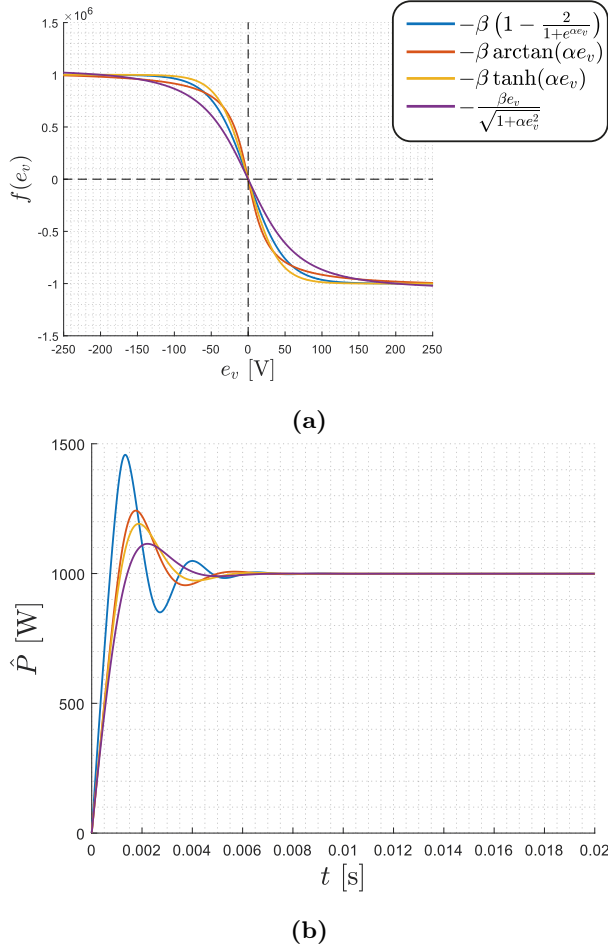 ×10⁶
1.5
1
0.5
0
-0.5
-1
-1.5
f(e_v)
-250 -200 -150 -100 -50 0 50 100 150 200 250
e_v [V]
−β (1 − 2/(1+e^{αe_v}))
−β arctan(αe_v)
−β tanh(αe_v)
− βe_v/√(1+αe_v²)
(a)
1500
1000
500
0
P̂ [W]
0 0.002 0.004 0.006 0.008 0.01 0.012 0.014 0.016 0.018 0.02
t [s]
(b)